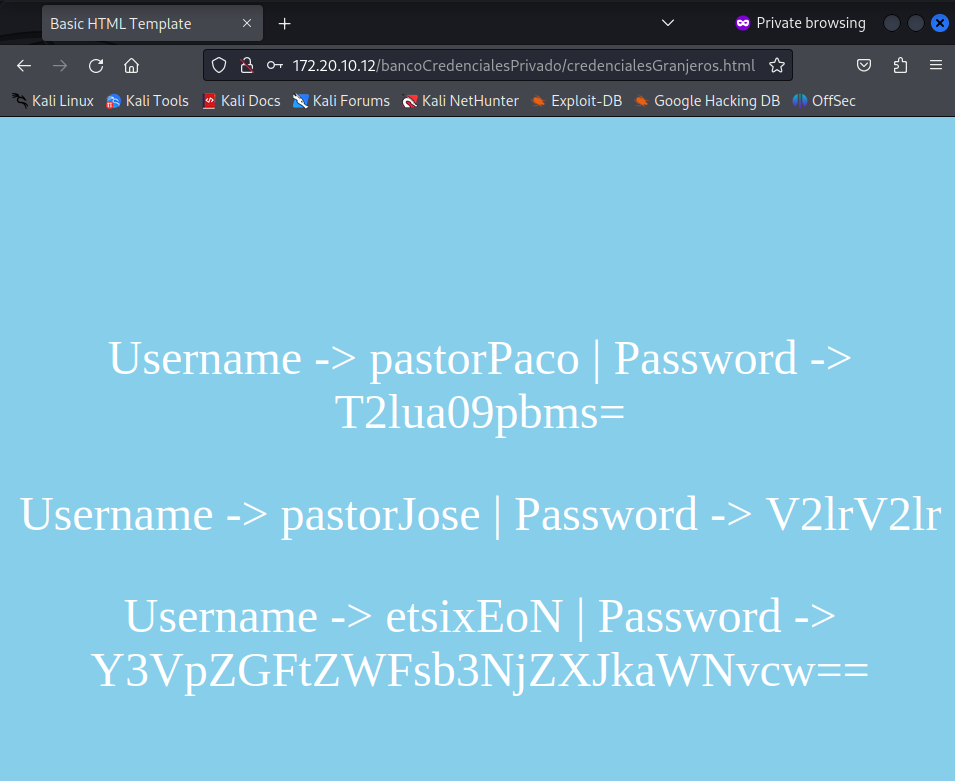 Basic HTML Template
Private browsing
172.20.10.12/bancoCredencialesPrivado/credencialesGranjeros.html
Kali Linux Kali Tools Kali Docs Kali Forums Kali NetHunter Exploit-DB Google Hacking DB OffSec
Username -> pastorPaco | Password ->
T2lua09pbms=
Username -> pastorJose | Password -> V2lrV2lr
Username -> etsixEoN | Password ->
Y3VpZGFtZWFsb3NjZXJkaWNvcw==